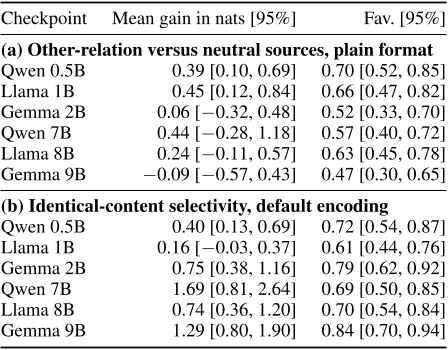 Checkpoint Mean gain in nats [95%] Fav. [95%]
(a) Other-relation versus neutral sources, plain format
Qwen 0.5B 0.39 [0.10, 0.69] 0.70 [0.52, 0.85]
Llama 1B 0.45 [0.12, 0.84] 0.66 [0.47, 0.82]
Gemma 2B 0.06 [−0.32, 0.48] 0.52 [0.33, 0.70]
Qwen 7B 0.44 [−0.28, 1.18] 0.57 [0.40, 0.72]
Llama 8B 0.24 [−0.11, 0.57] 0.63 [0.45, 0.78]
Gemma 9B −0.09 [−0.57, 0.43] 0.47 [0.30, 0.65]
(b) Identical-content selectivity, default encoding
Qwen 0.5B 0.40 [0.13, 0.69] 0.72 [0.54, 0.87]
Llama 1B 0.16 [−0.03, 0.37] 0.61 [0.44, 0.76]
Gemma 2B 0.75 [0.38, 1.16] 0.79 [0.62, 0.92]
Qwen 7B 1.69 [0.81, 2.64] 0.69 [0.50, 0.85]
Llama 8B 0.74 [0.36, 1.20] 0.70 [0.54, 0.84]
Gemma 9B 1.29 [0.80, 1.90] 0.84 [0.70, 0.94]